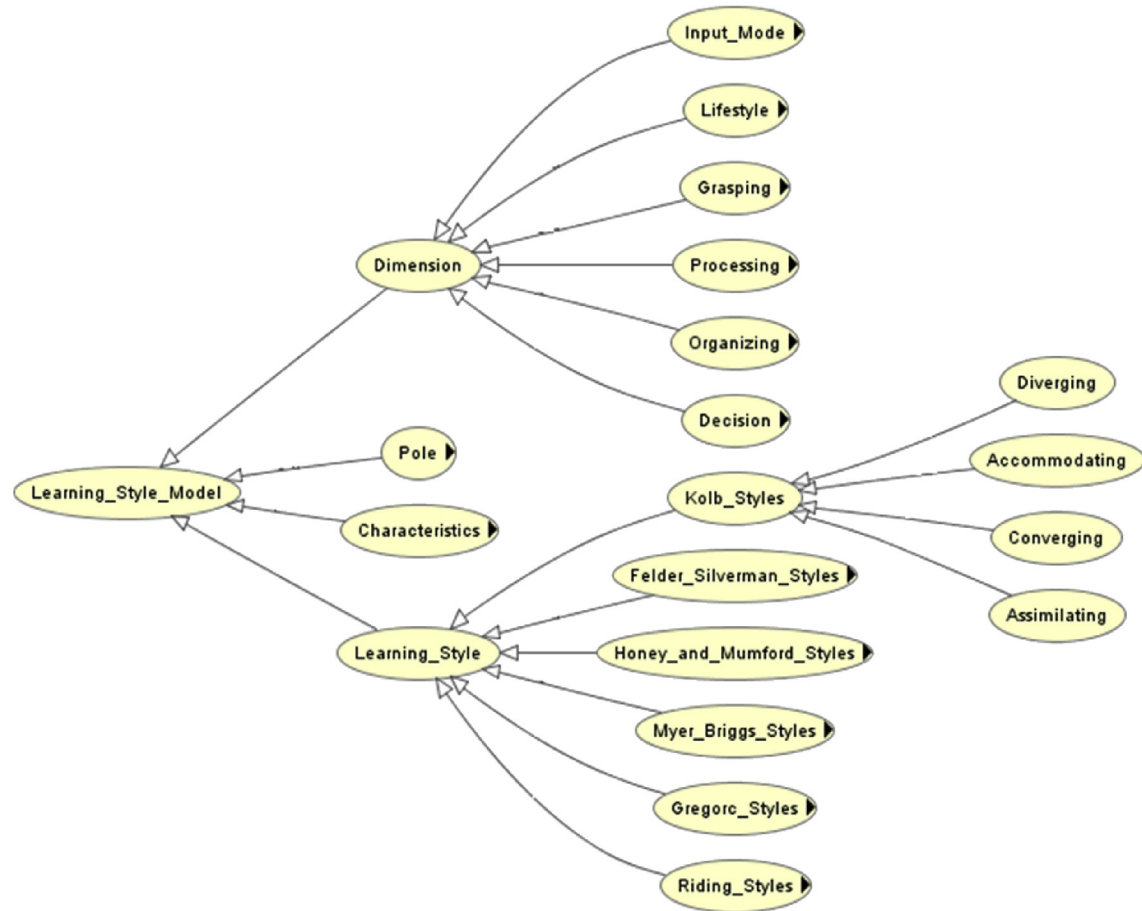 Input_Mode
Lifestyle
Grasping
Dimension
Processing
Organizing
Diverging
Decision
Pole
Accommodating
Learning_Style_Model
Kolb_Styles
Characteristics
Converging
Felder_Silverman_Styles
Assimilating
Learning_Style
Honey_and_Mumford_Styles
Myer_Briggs_Styles
Gregorc_Styles
Riding_Styles